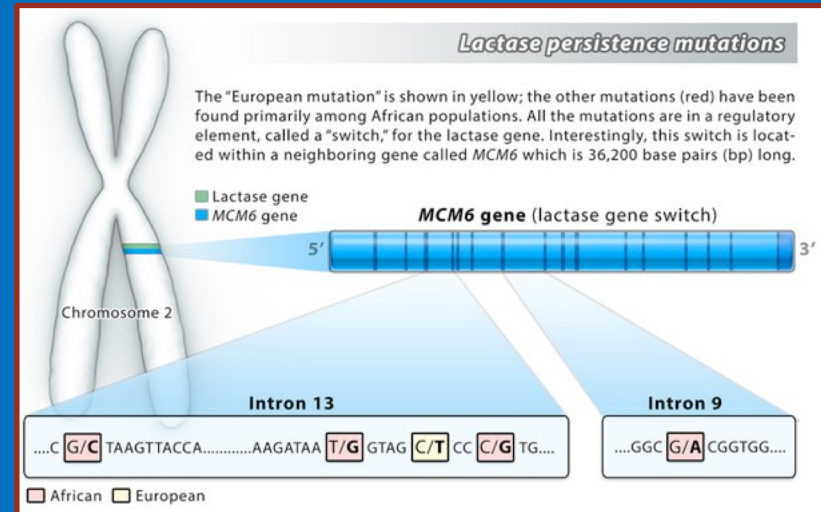 Lactase persistence mutations
The "European mutation" is shown in yellow; the other mutations (red) have been
found primarily among African populations. All the mutations are in a regulatory
element, called a "switch," for the lactase gene. Interestingly, this switch is locat-
ed within a neighboring gene called MCM6 which is 36,200 base pairs (bp) long.
Lactase gene
MCM6 gene
MCM6 gene (lactase gene switch)
5′ 3′
Chromosome 2
Intron 13
....C G/C TAAGTTACCA............AAGATAA T/G GTAG C/T CC C/G TG....
Intron 9
....GGC G/A CGGTGG....
African European